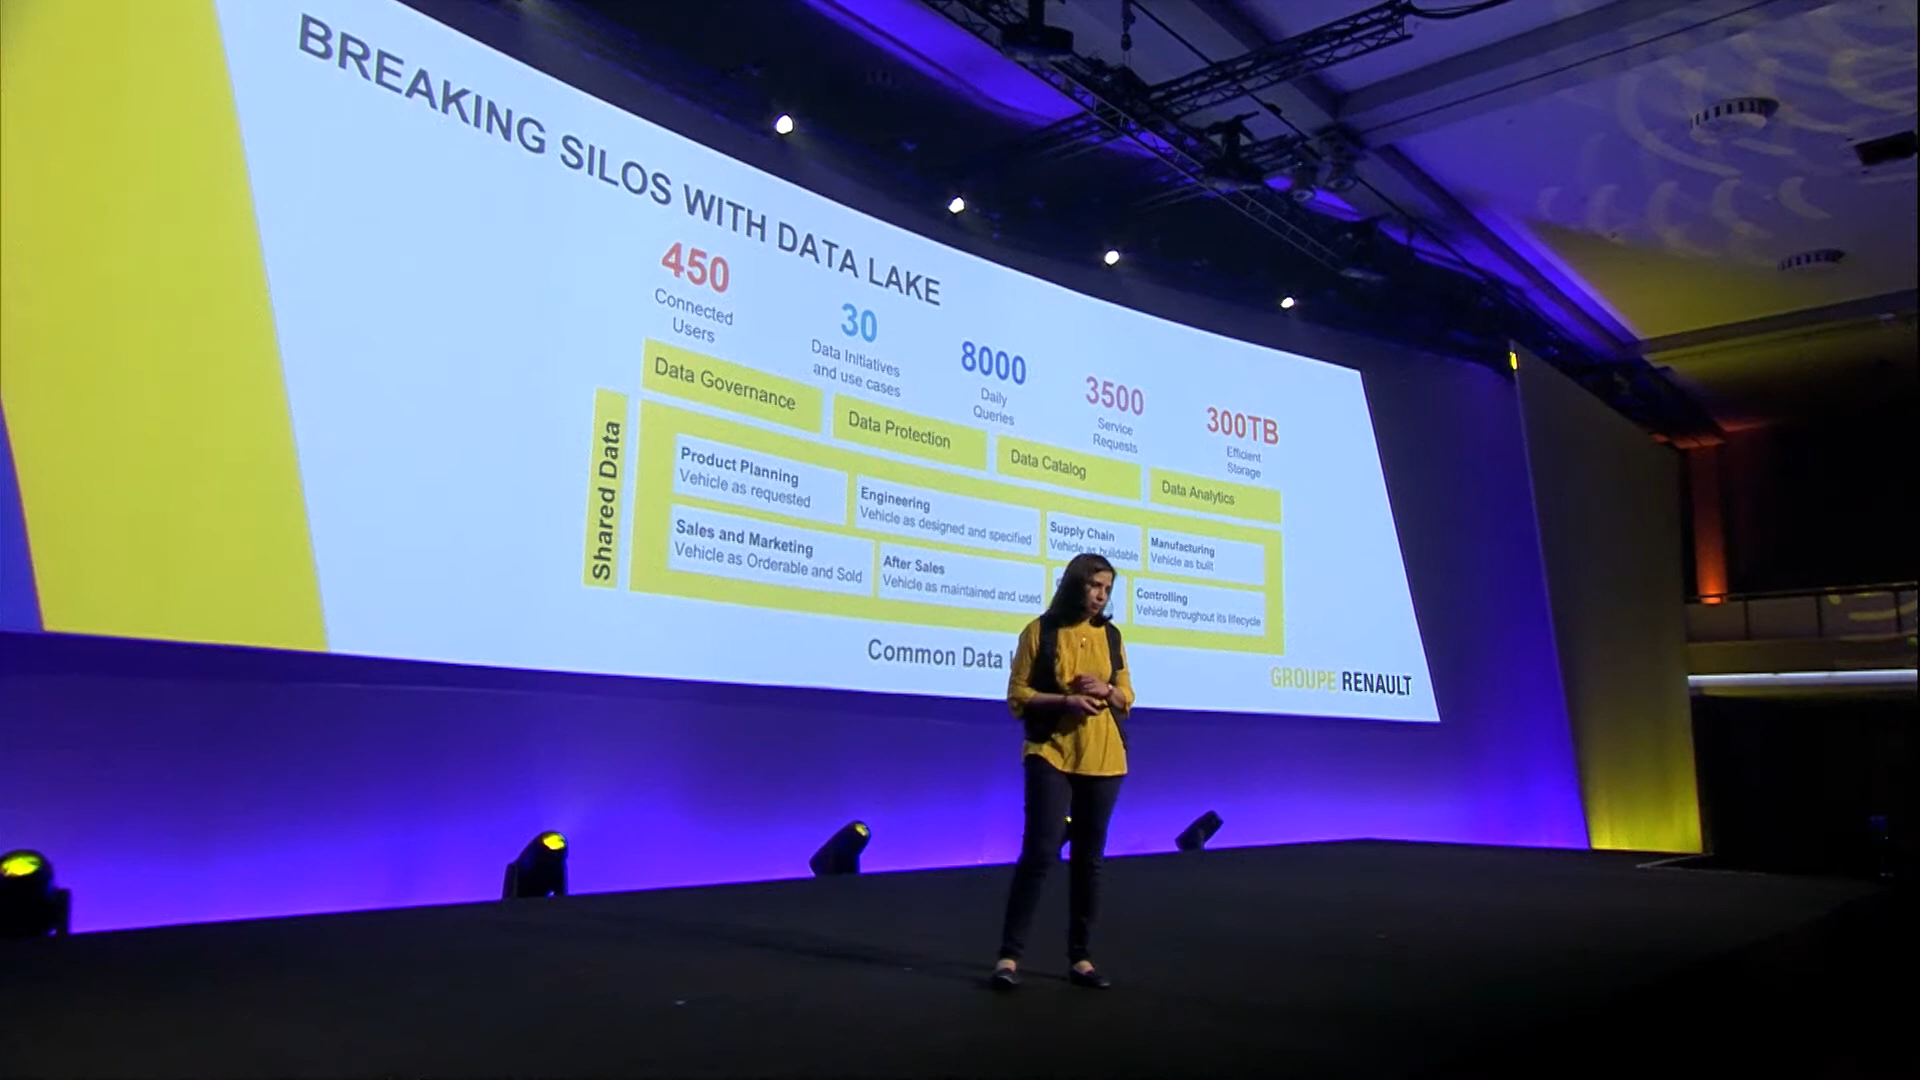 BREAKING SILOS WITH DATA LAKE
450
Connected
Users
30
Data Initiatives
and use cases
8000
Daily
Queries
3500
Service
Requests
300TB
Efficient
Storage
Data Governance
Data Protection
Data Catalog
Data Analytics
Shared Data
Product Planning
Vehicle as requested
Engineering
Vehicle as designed and specified
Supply Chain
Vehicle as buildable
Manufacturing
Vehicle as built
Sales and Marketing
Vehicle as Orderable and Sold
After Sales
Vehicle as maintained and used
Controlling
Vehicle throughout its lifecycle
Common Data
GROUPE RENAULT